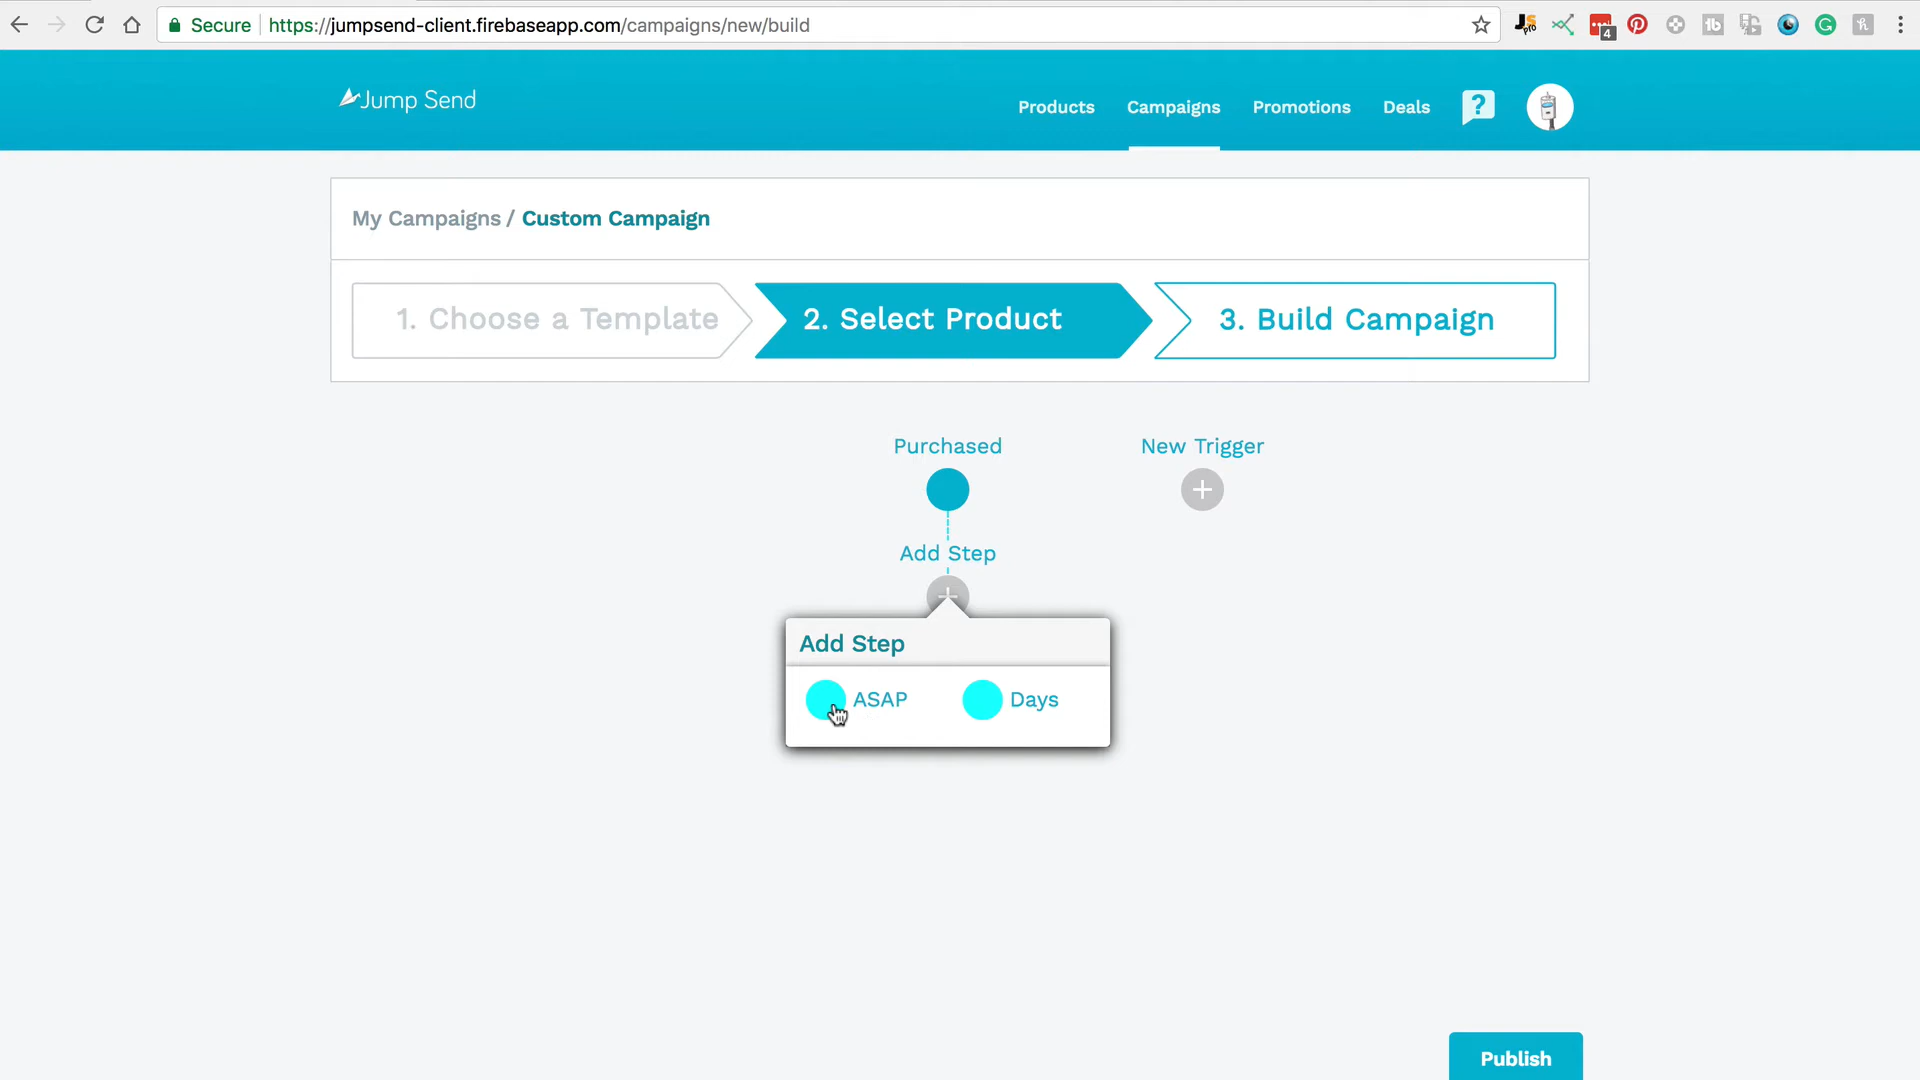 Secure https://jumpsend-client.firebaseapp.com/campaigns/new/build
4
Jump Send
Products Campaigns Promotions Deals ?
My Campaigns / Custom Campaign
1. Choose a Template 2. Select Product 3. Build Campaign
Purchased New Trigger
Add Step
Add Step
ASAP Days
Publish